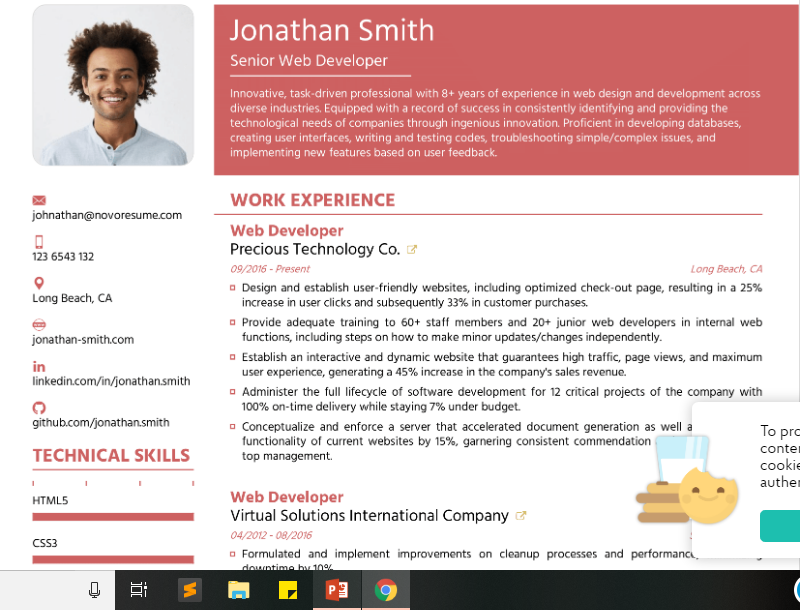 Jonathan Smith
Senior Web Developer
Innovative, task-driven professional with 8+ years of experience in web design and development across
diverse industries. Equipped with a record of success in consistently identifying and providing the
technological needs of companies through ingenious innovation. Proficient in developing databases,
creating user interfaces, writing and testing codes, troubleshooting simple/complex issues, and
implementing new features based on user feedback.
johnathan@novoresume.com
123 6543 132
Long Beach, CA
jonathan-smith.com
linkedin.com/in/jonathan.smith
github.com/jonathan.smith
TECHNICAL SKILLS
HTML5
CSS3
WORK EXPERIENCE
Web Developer
Precious Technology Co.
09/2016 - Present Long Beach, CA
Design and establish user-friendly websites, including optimized check-out page, resulting in a 25%
increase in user clicks and subsequently 33% in customer purchases.
Provide adequate training to 60+ staff members and 20+ junior web developers in internal web
functions, including steps on how to make minor updates/changes independently.
Establish an interactive and dynamic website that guarantees high traffic, page views, and maximum
user experience, generating a 45% increase in the company's sales revenue.
Administer the full lifecycle of software development for 12 critical projects of the company with
100% on-time delivery while staying 7% under budget.
Conceptualize and enforce a server that accelerated document generation as well a
functionality of current websites by 15%, garnering consistent commendation
top management.
Web Developer
Virtual Solutions International Company
04/2012 - 08/2016
Formulated and implement improvements on cleanup processes and performance,
downtime by 10%
To pro
conten
cookie
authen